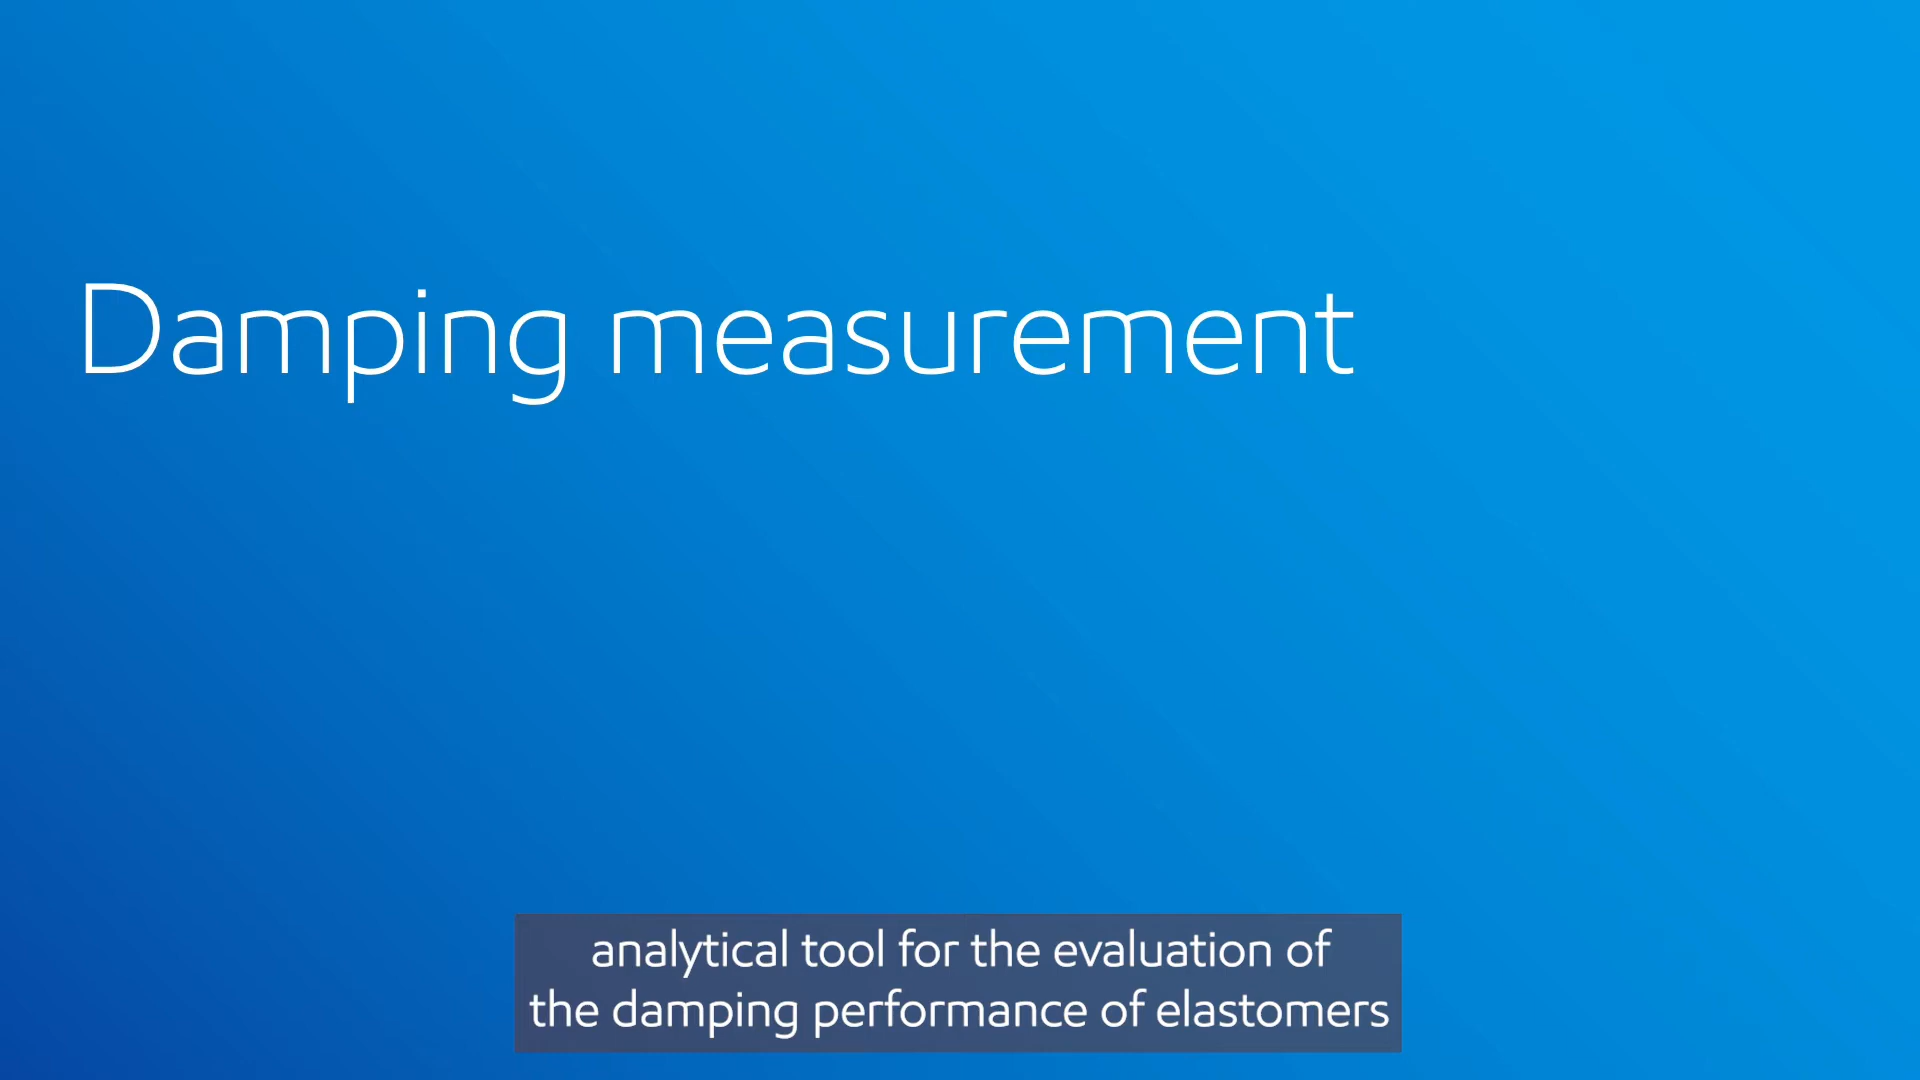 Damping measurement
analytical tool for the evaluation of
the damping performance of elastomers